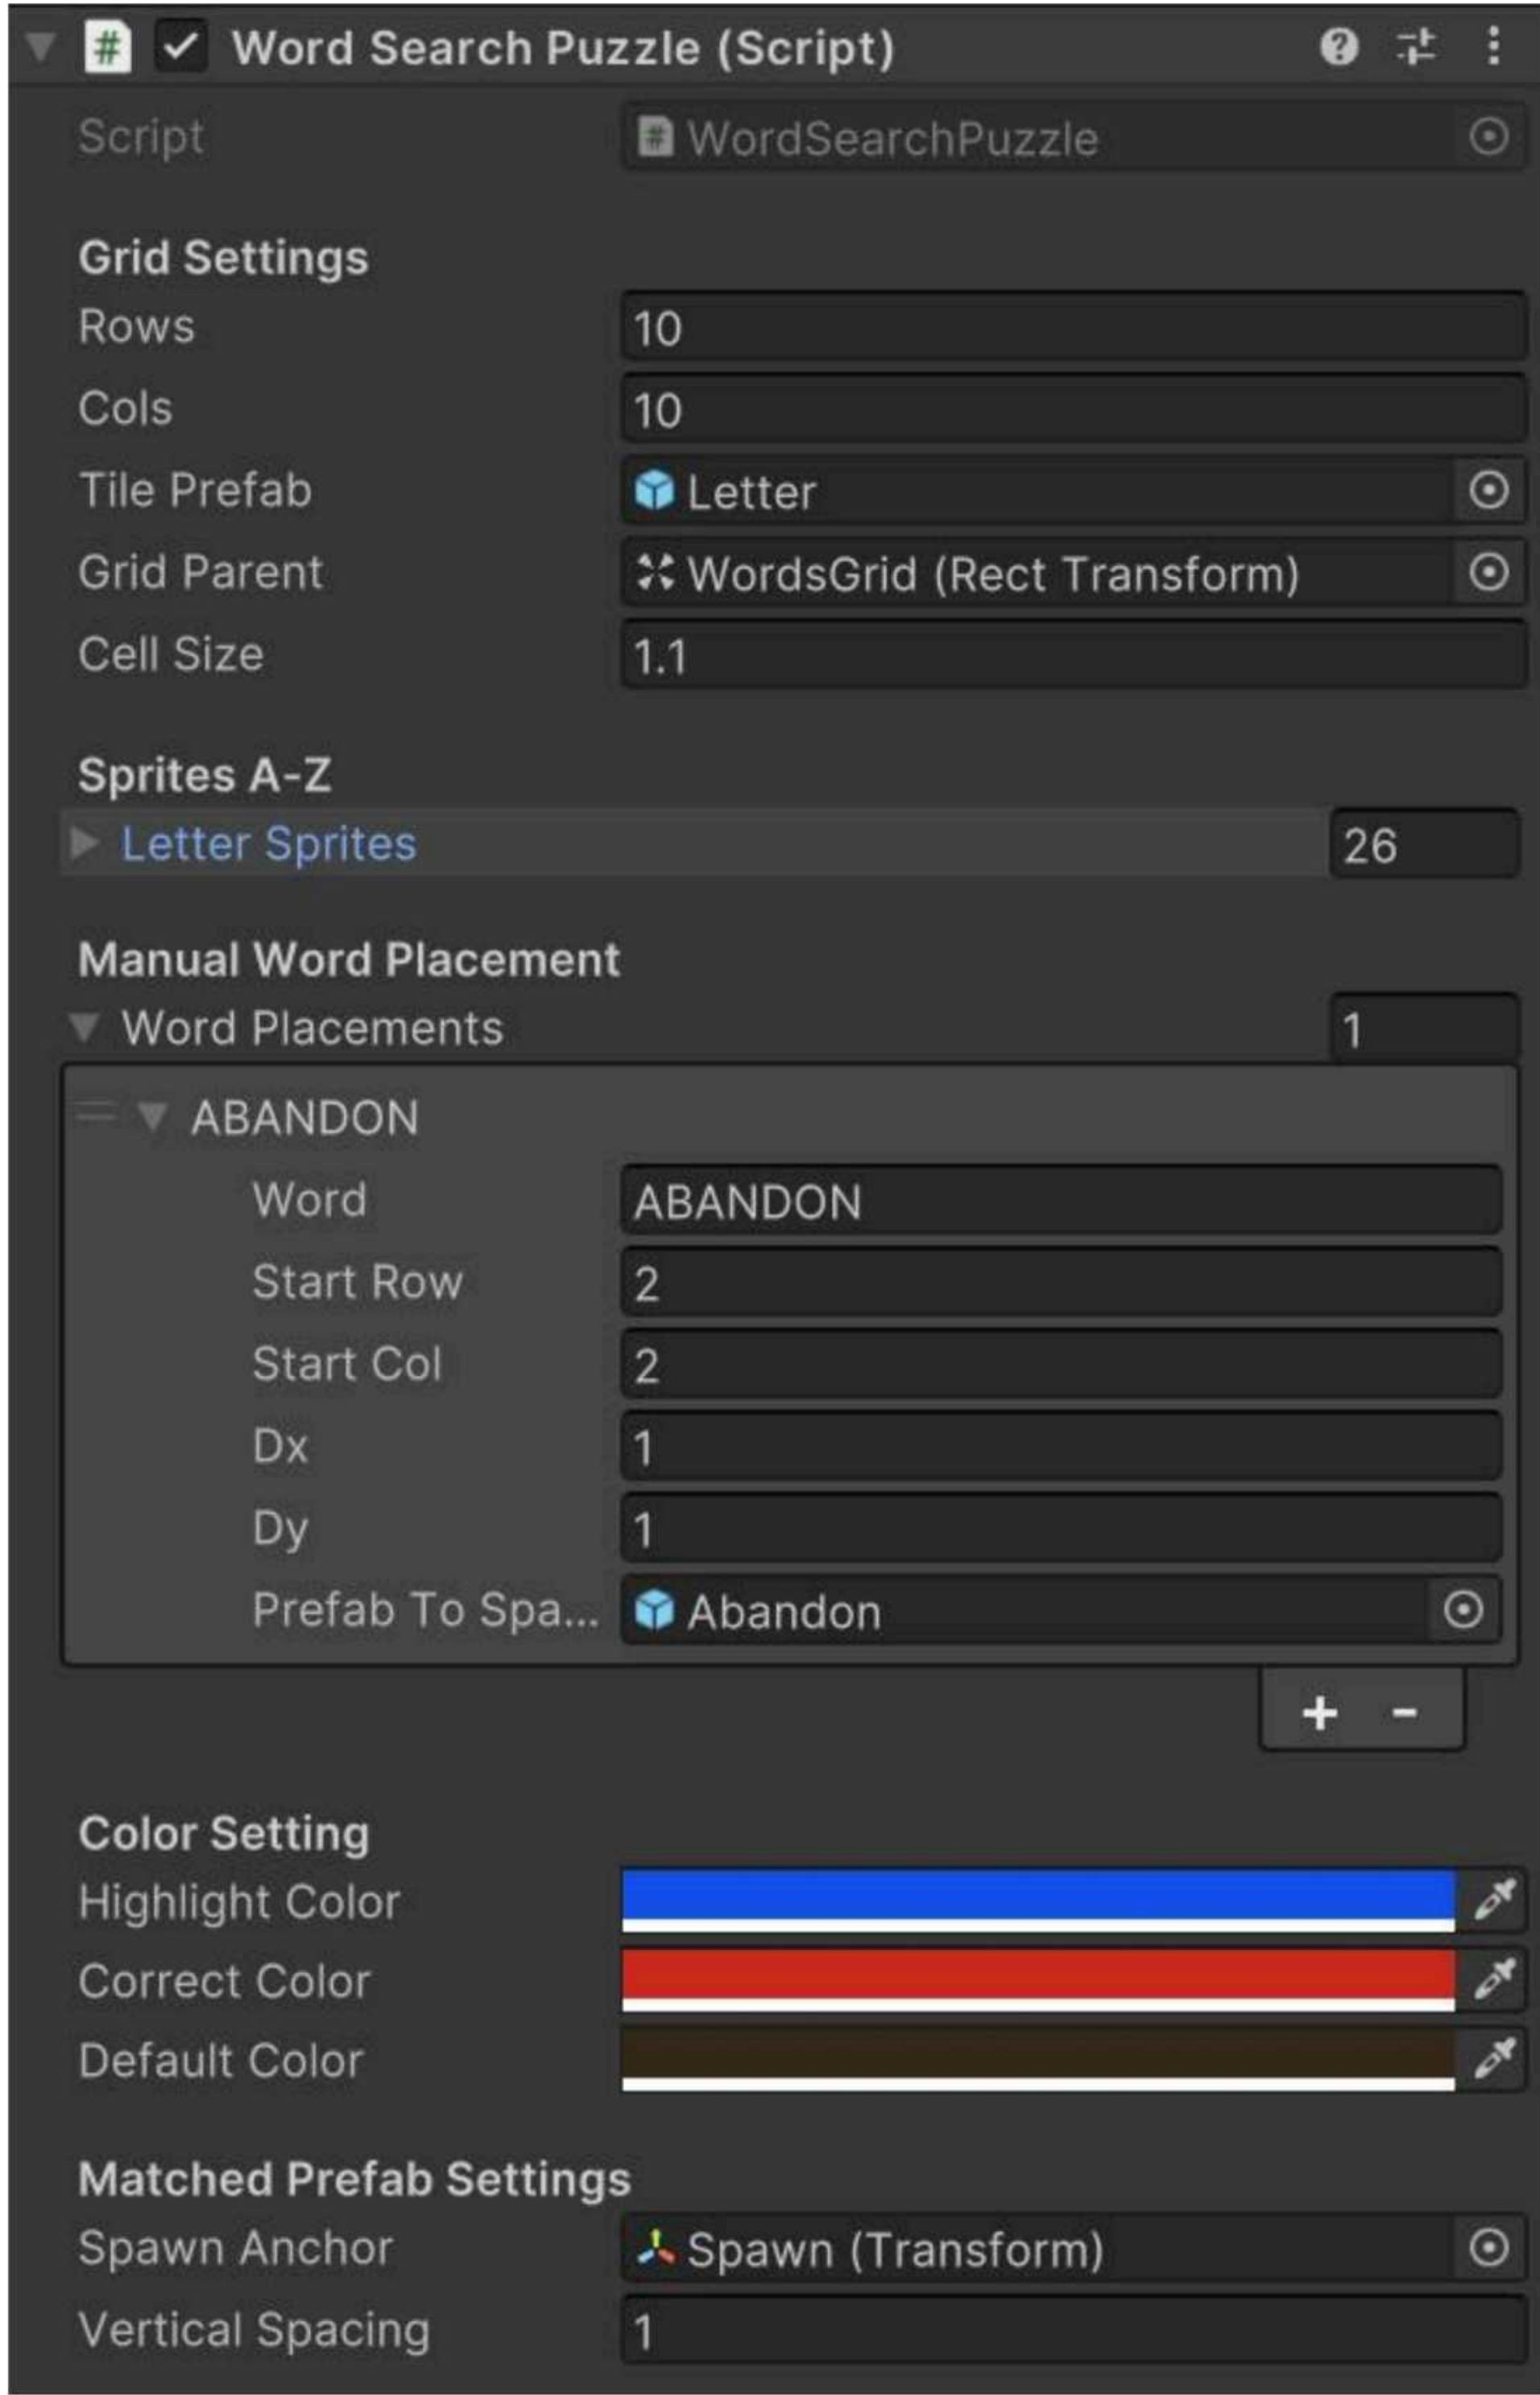 Word Search Puzzle (Script)
Script WordSearchPuzzle
Grid Settings
Rows 10
Cols 10
Tile Prefab Letter
Grid Parent WordsGrid (Rect Transform)
Cell Size 1.1
Sprites A-Z
Letter Sprites 26
Manual Word Placement
Word Placements 1
ABANDON
Word ABANDON
Start Row 2
Start Col 2
Dx 1
Dy 1
Prefab To Spa... Abandon
+ -
Color Setting
Highlight Color
Correct Color
Default Color
Matched Prefab Settings
Spawn Anchor Spawn (Transform)
Vertical Spacing 1